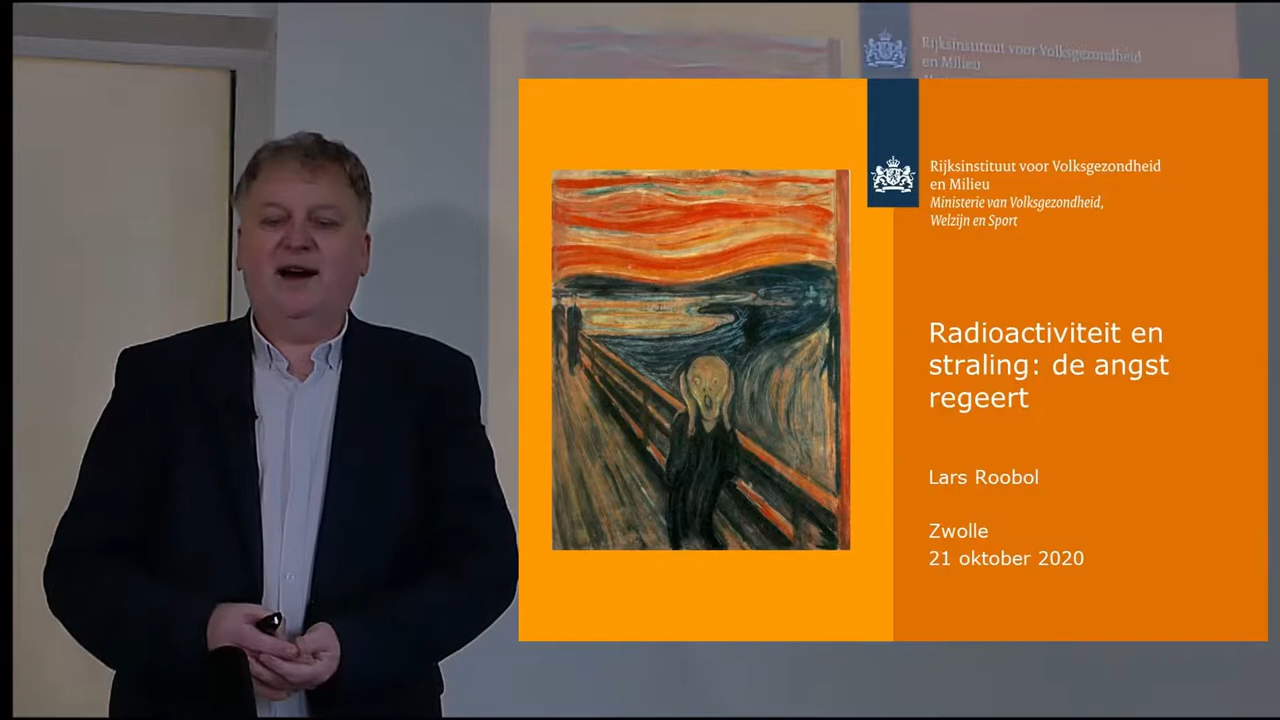 Rijksinstituut voor Volksgezondheid
en Milieu
Rijksinstituut voor Volksgezondheid
en Milieu
Ministerie van Volksgezondheid,
Welzijn en Sport
Radioactiviteit en
straling: de angst
regeert
Lars Roobol
Zwolle
21 oktober 2020